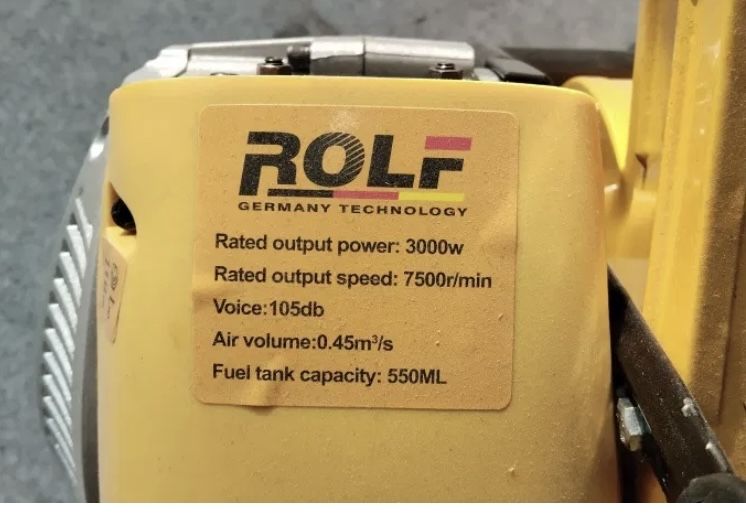 ROLF
GERMANY TECHNOLOGY
Rated output power: 3000w
Rated output speed: 7500r/min
Voice:105db
Air volume:0.45m³/s
Fuel tank capacity: 550ML